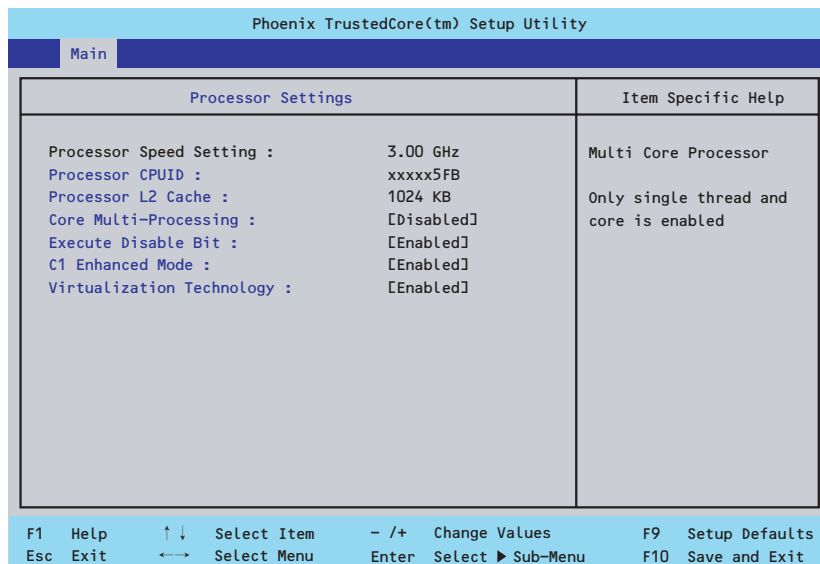 Phoenix TrustedCore(tm) Setup Utility
Main
Processor Settings
Item Specific Help
Processor Speed Setting : 3.00 GHz
Processor CPUID : xxxxx5FB
Processor L2 Cache : 1024 KB
Core Multi-Processing : [Disabled]
Execute Disable Bit : [Enabled]
C1 Enhanced Mode : [Enabled]
Virtualization Technology : [Enabled]
Multi Core Processor
Only single thread and
core is enabled
F1 Help ↑↓ Select Item - /+ Change Values F9 Setup Defaults
Esc Exit ←→ Select Menu Enter Select ▶ Sub-Menu F10 Save and Exit